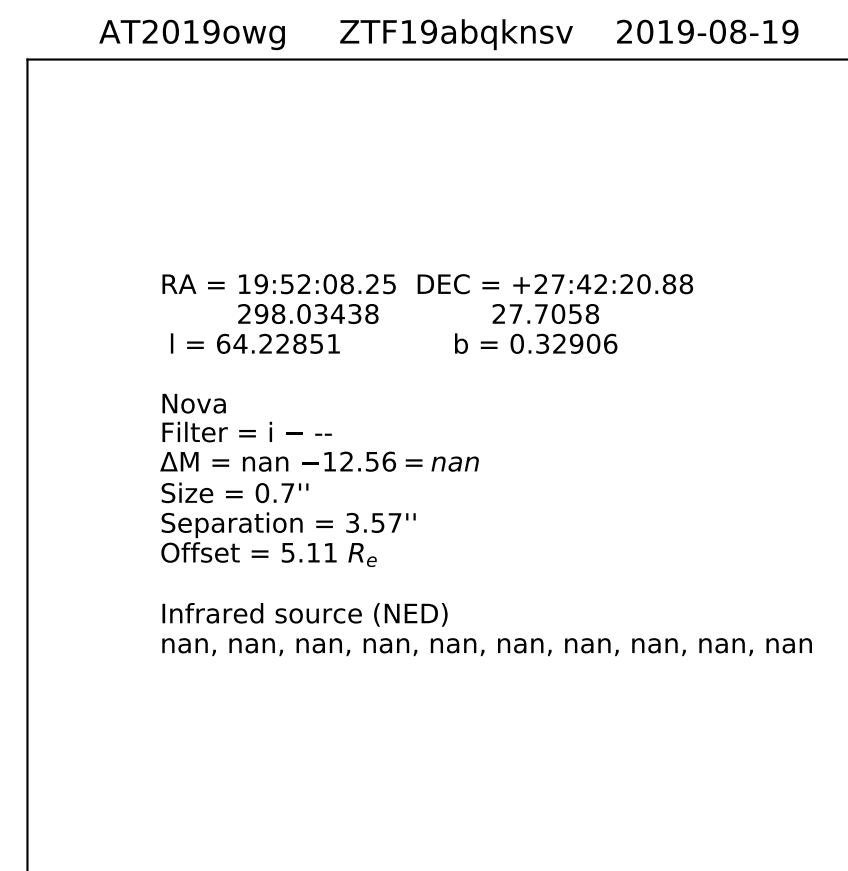 AT2019owg ZTF19abqknsv 2019-08-19
RA = 19:52:08.25 DEC = +27:42:20.88
298.03438 27.7058
l = 64.22851 b = 0.32906
Nova
Filter = i − --
ΔM = nan −12.56 = nan
Size = 0.7''
Separation = 3.57''
Offset = 5.11 Rₑ
Infrared source (NED)
nan, nan, nan, nan, nan, nan, nan, nan, nan, nan